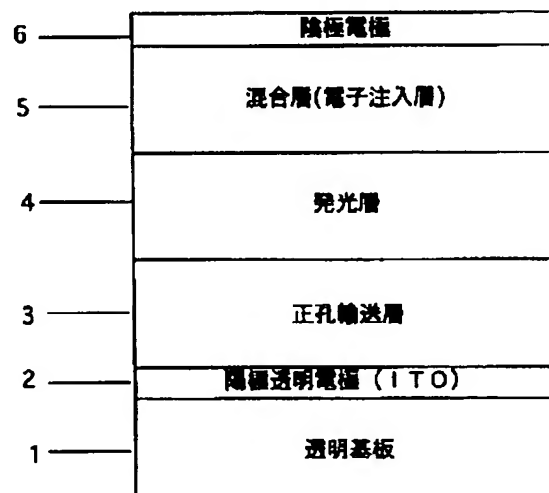 6 陰極電極
5 混合層(電子注入層)
4 発光層
3 正孔輸送層
2 陽極透明電極(ITO)
1 透明基板